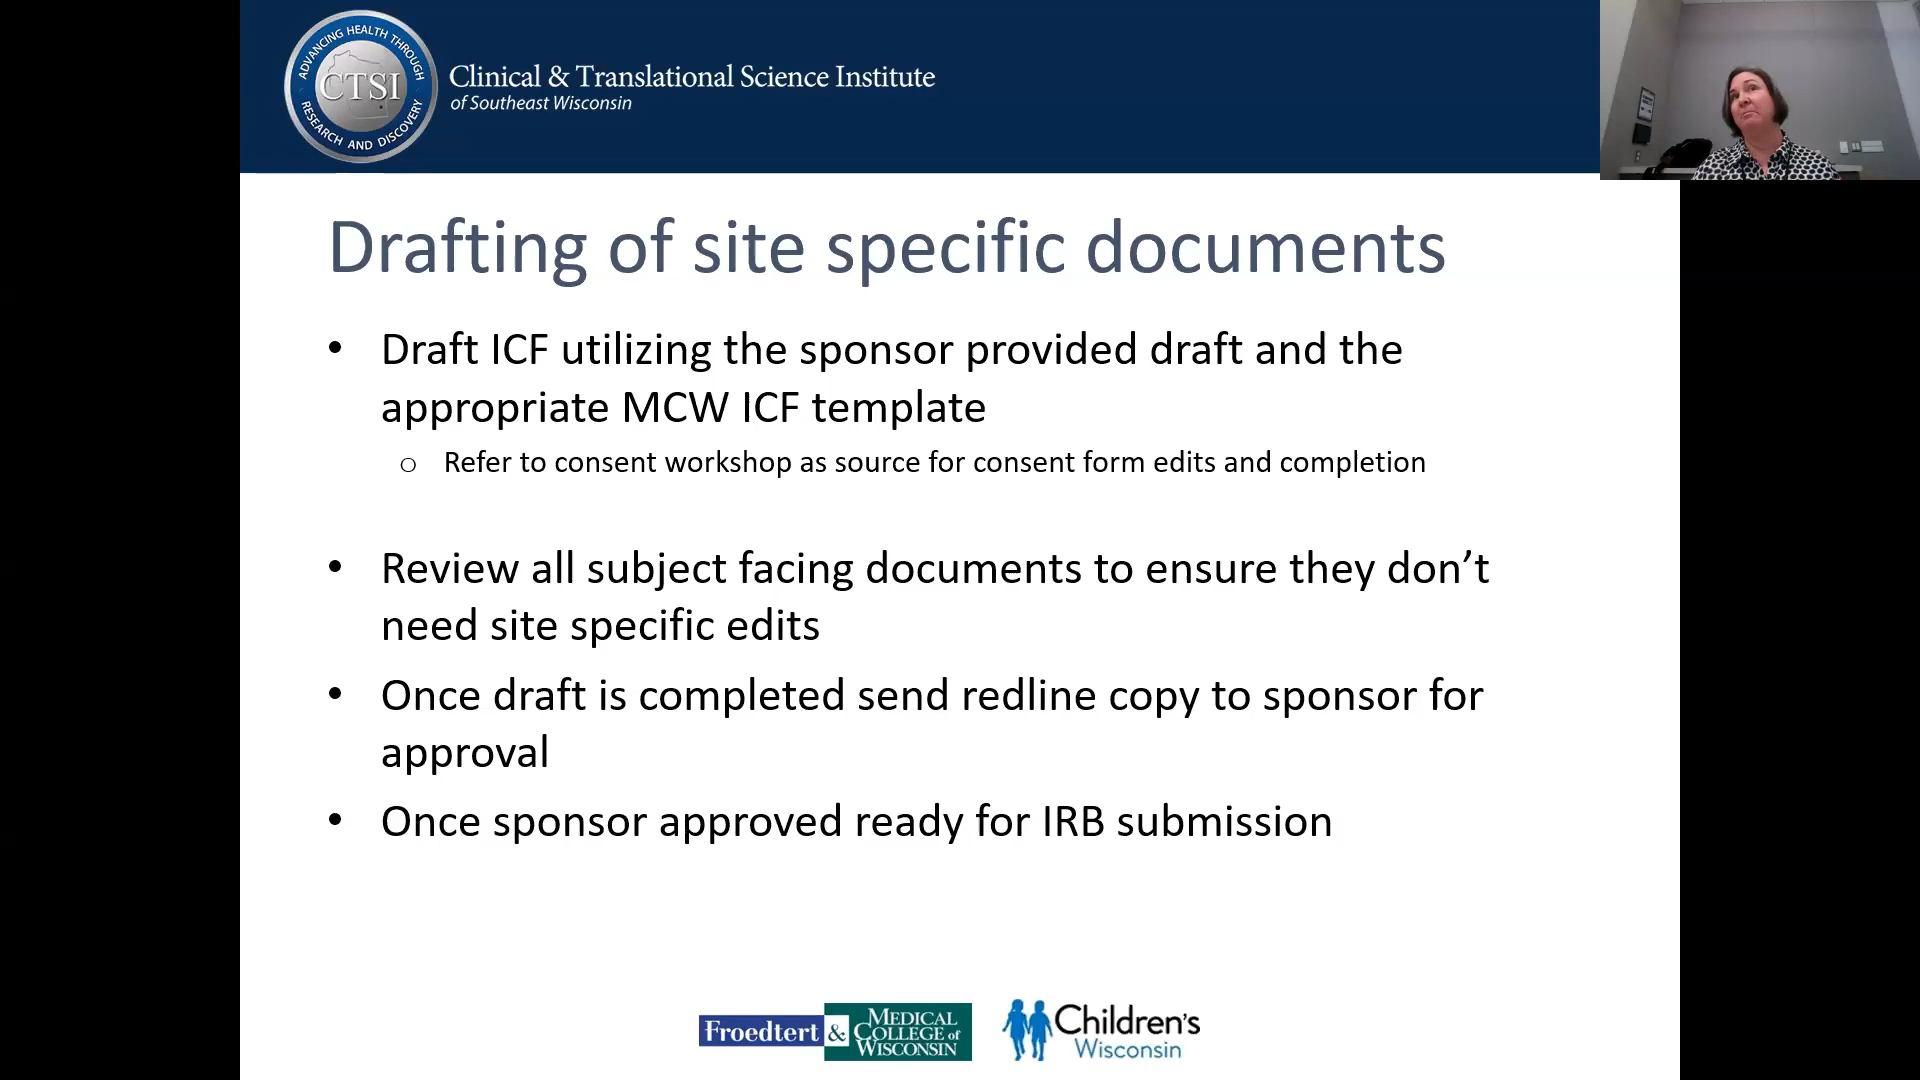 ADVANCING HEALTH THROUGH
CTSI
RESEARCH AND DISCOVERY
Clinical & Translational Science Institute
of Southeast Wisconsin
Drafting of site specific documents
• Draft ICF utilizing the sponsor provided draft and the
appropriate MCW ICF template
o Refer to consent workshop as source for consent form edits and completion
• Review all subject facing documents to ensure they don’t
need site specific edits
• Once draft is completed send redline copy to sponsor for
approval
• Once sponsor approved ready for IRB submission
Froedtert & MEDICAL
COLLEGE of
WISCONSIN
Children's
Wisconsin